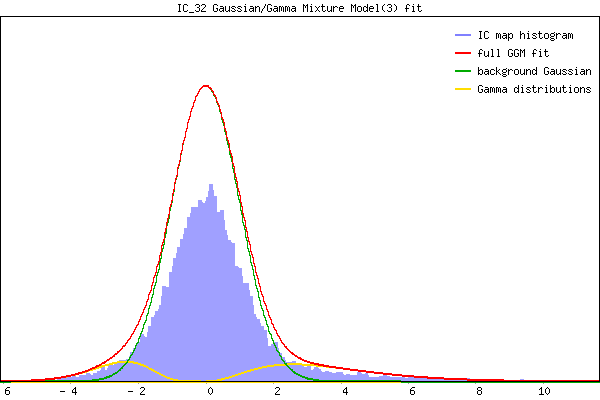 IC_32 Gaussian/Gamma Mixture Model(3) fit
IC map histogram
full GGM fit
background Gaussian
Gamma distributions
6 -4 -2 0 2 4 6 8 10